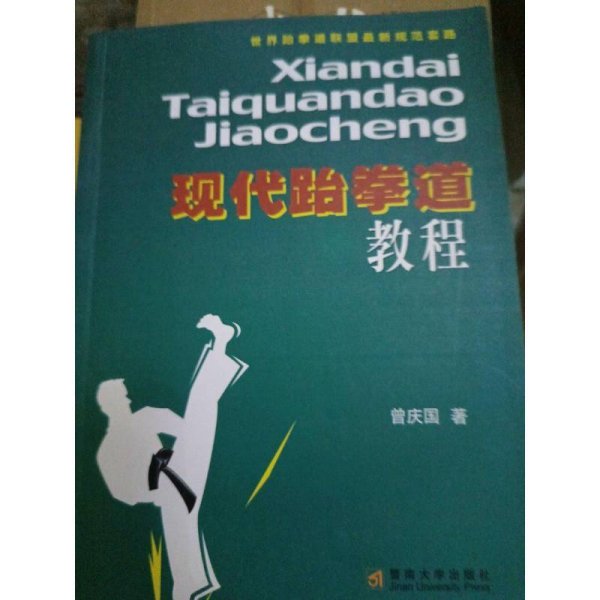 世界跆拳道联盟最新规范套路
Xiandai
Taiquandao
Jiaocheng
现代跆拳道
教程
曾庆国 著
暨南大学出版社
Jinan University Press